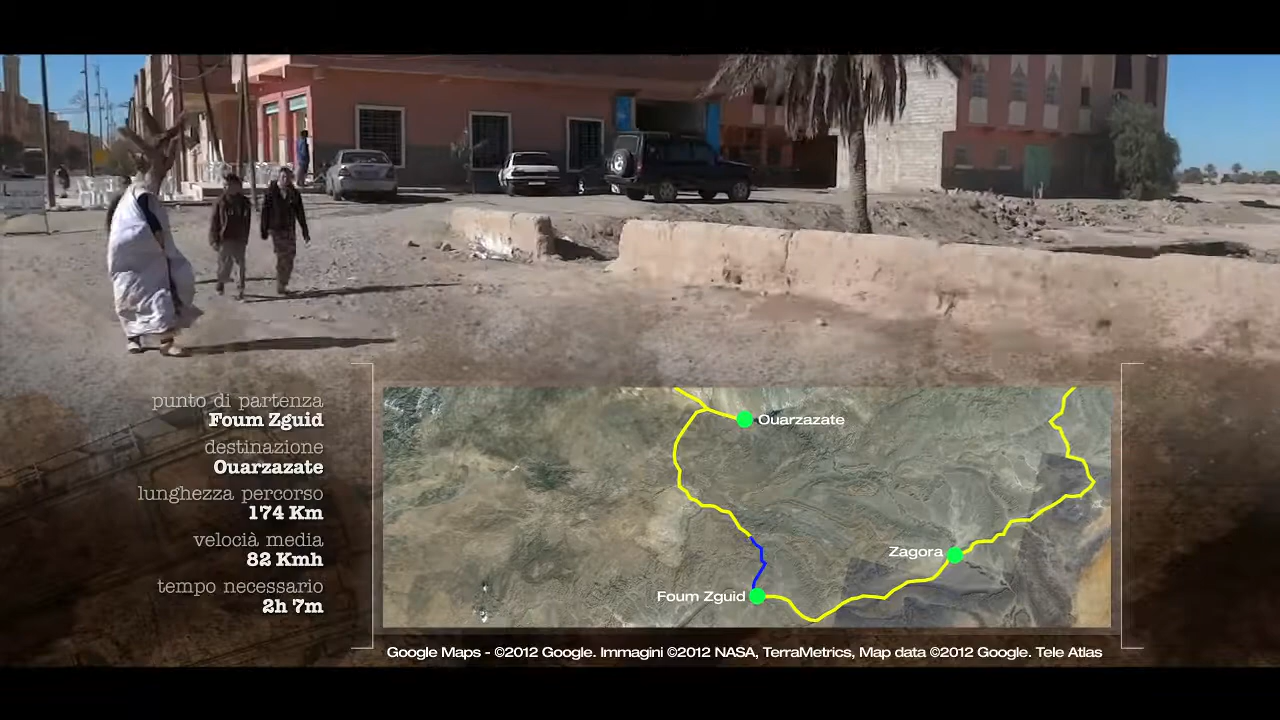 punto di partenza
Foum Zguid
destinazione
Ouarzazate
lunghezza percorso
174 Km
velocià media
82 Kmh
tempo necessario
2h 7m
Ouarzazate
Zagora
Foum Zguid
Google Maps - ©2012 Google. Immagini ©2012 NASA, TerraMetrics, Map data ©2012 Google. Tele Atlas